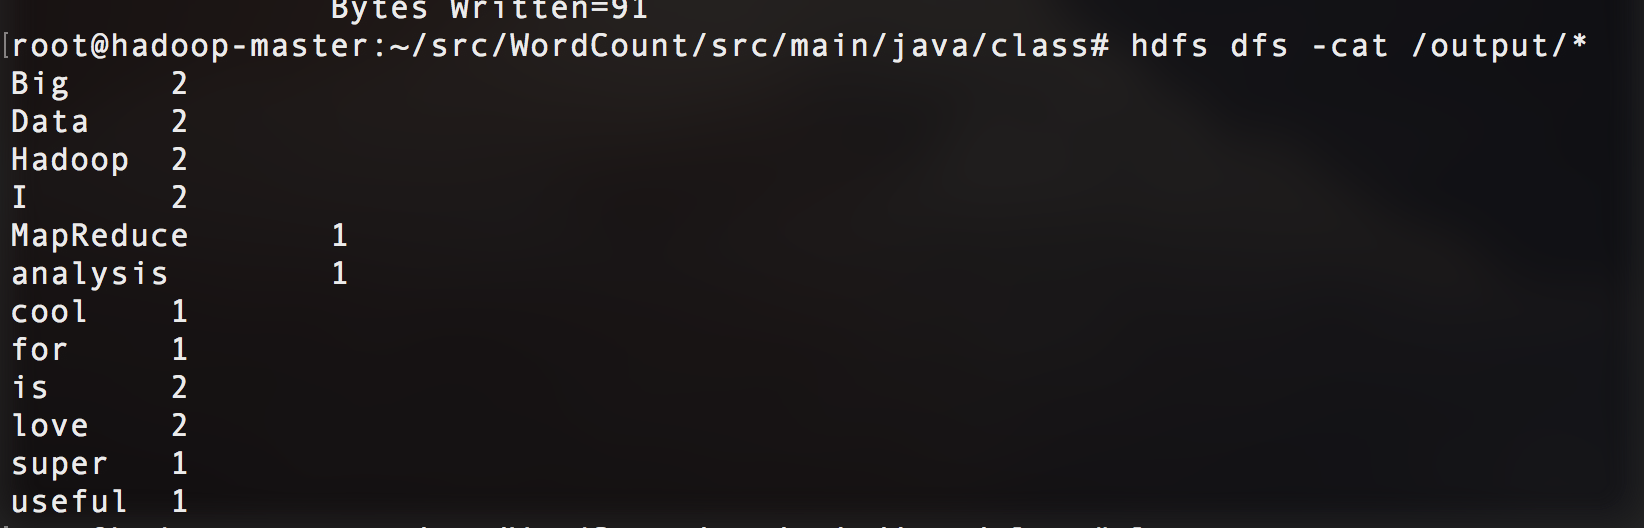 Bytes Written=91
root@hadoop-master:~/src/WordCount/src/main/java/class# hdfs dfs -cat /output/*
Big 2
Data 2
Hadoop 2
I 2
MapReduce 1
analysis 1
cool 1
for 1
is 2
love 2
super 1
useful 1